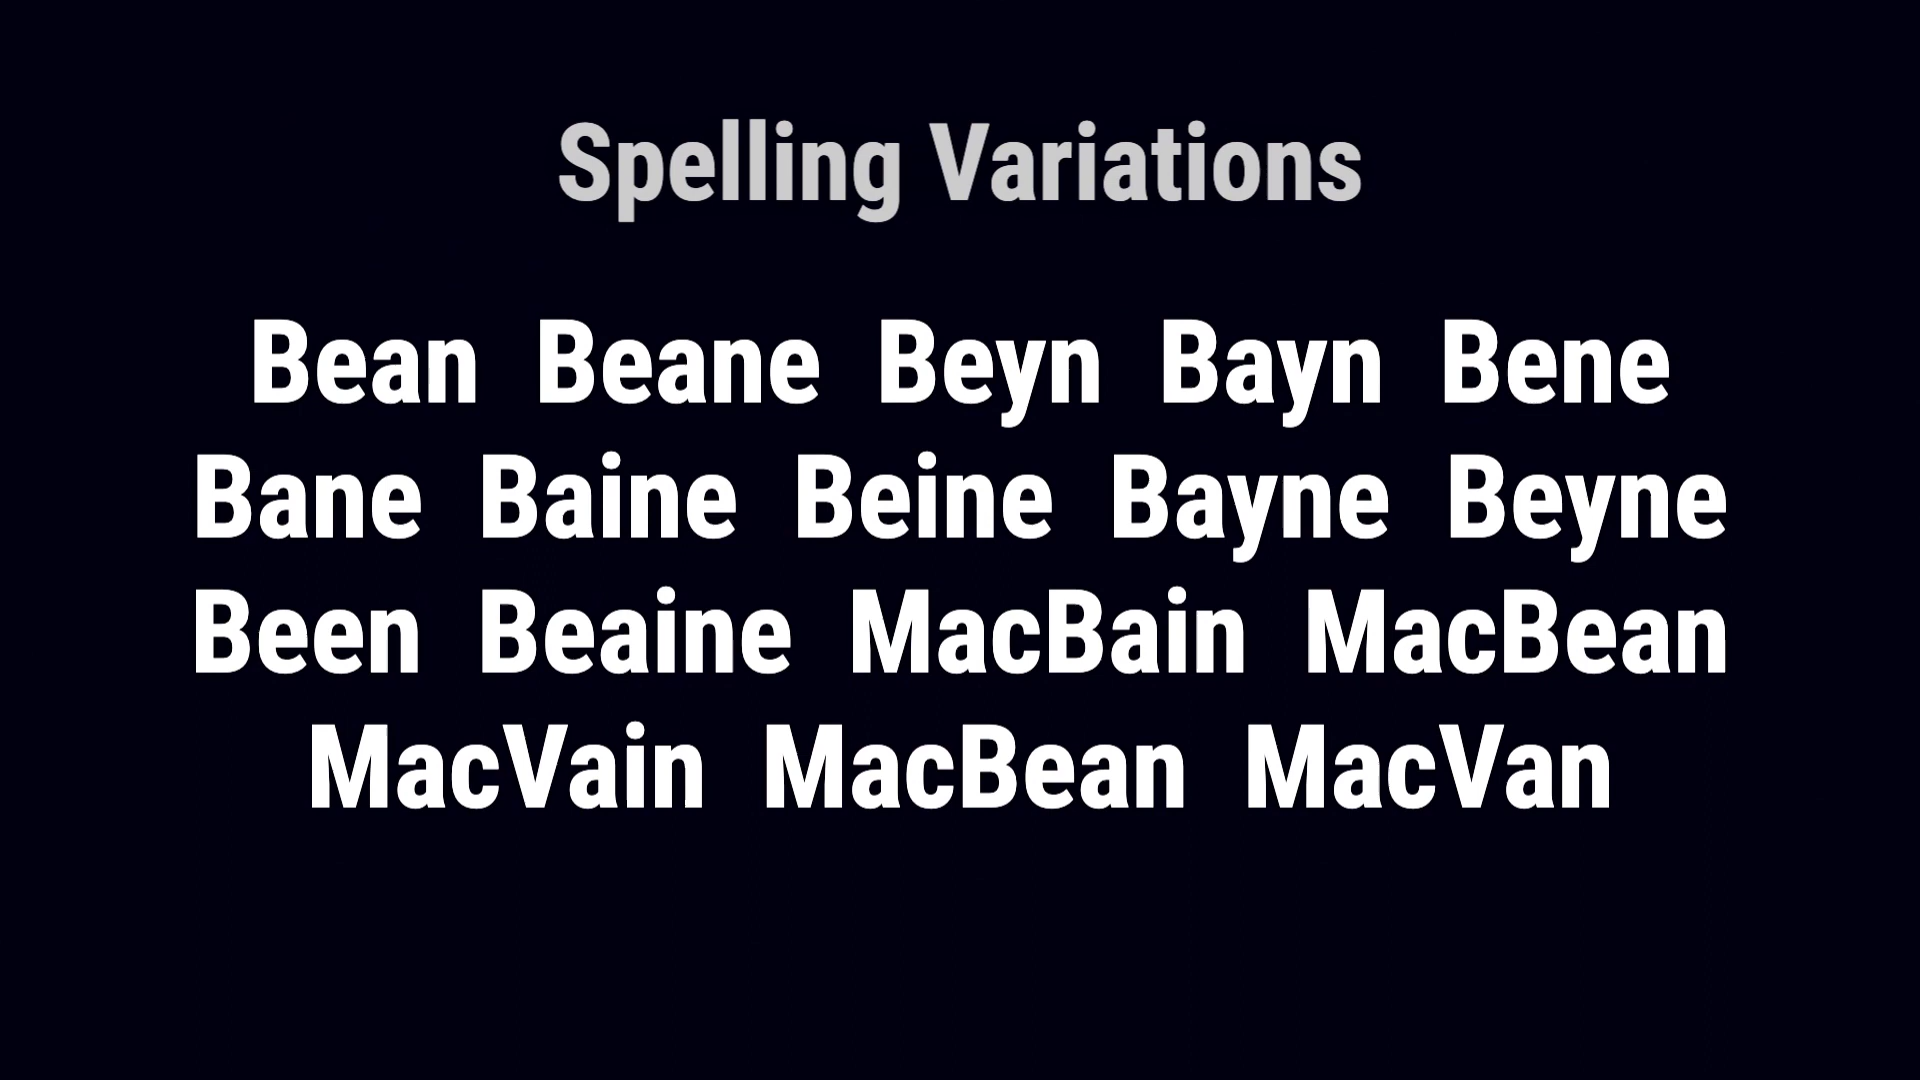 Spelling Variations
Bean Beane Beyn Bayn Bene
Bane Baine Beine Bayne Beyne
Been Beaine MacBain MacBean
MacVain MacBean MacVan